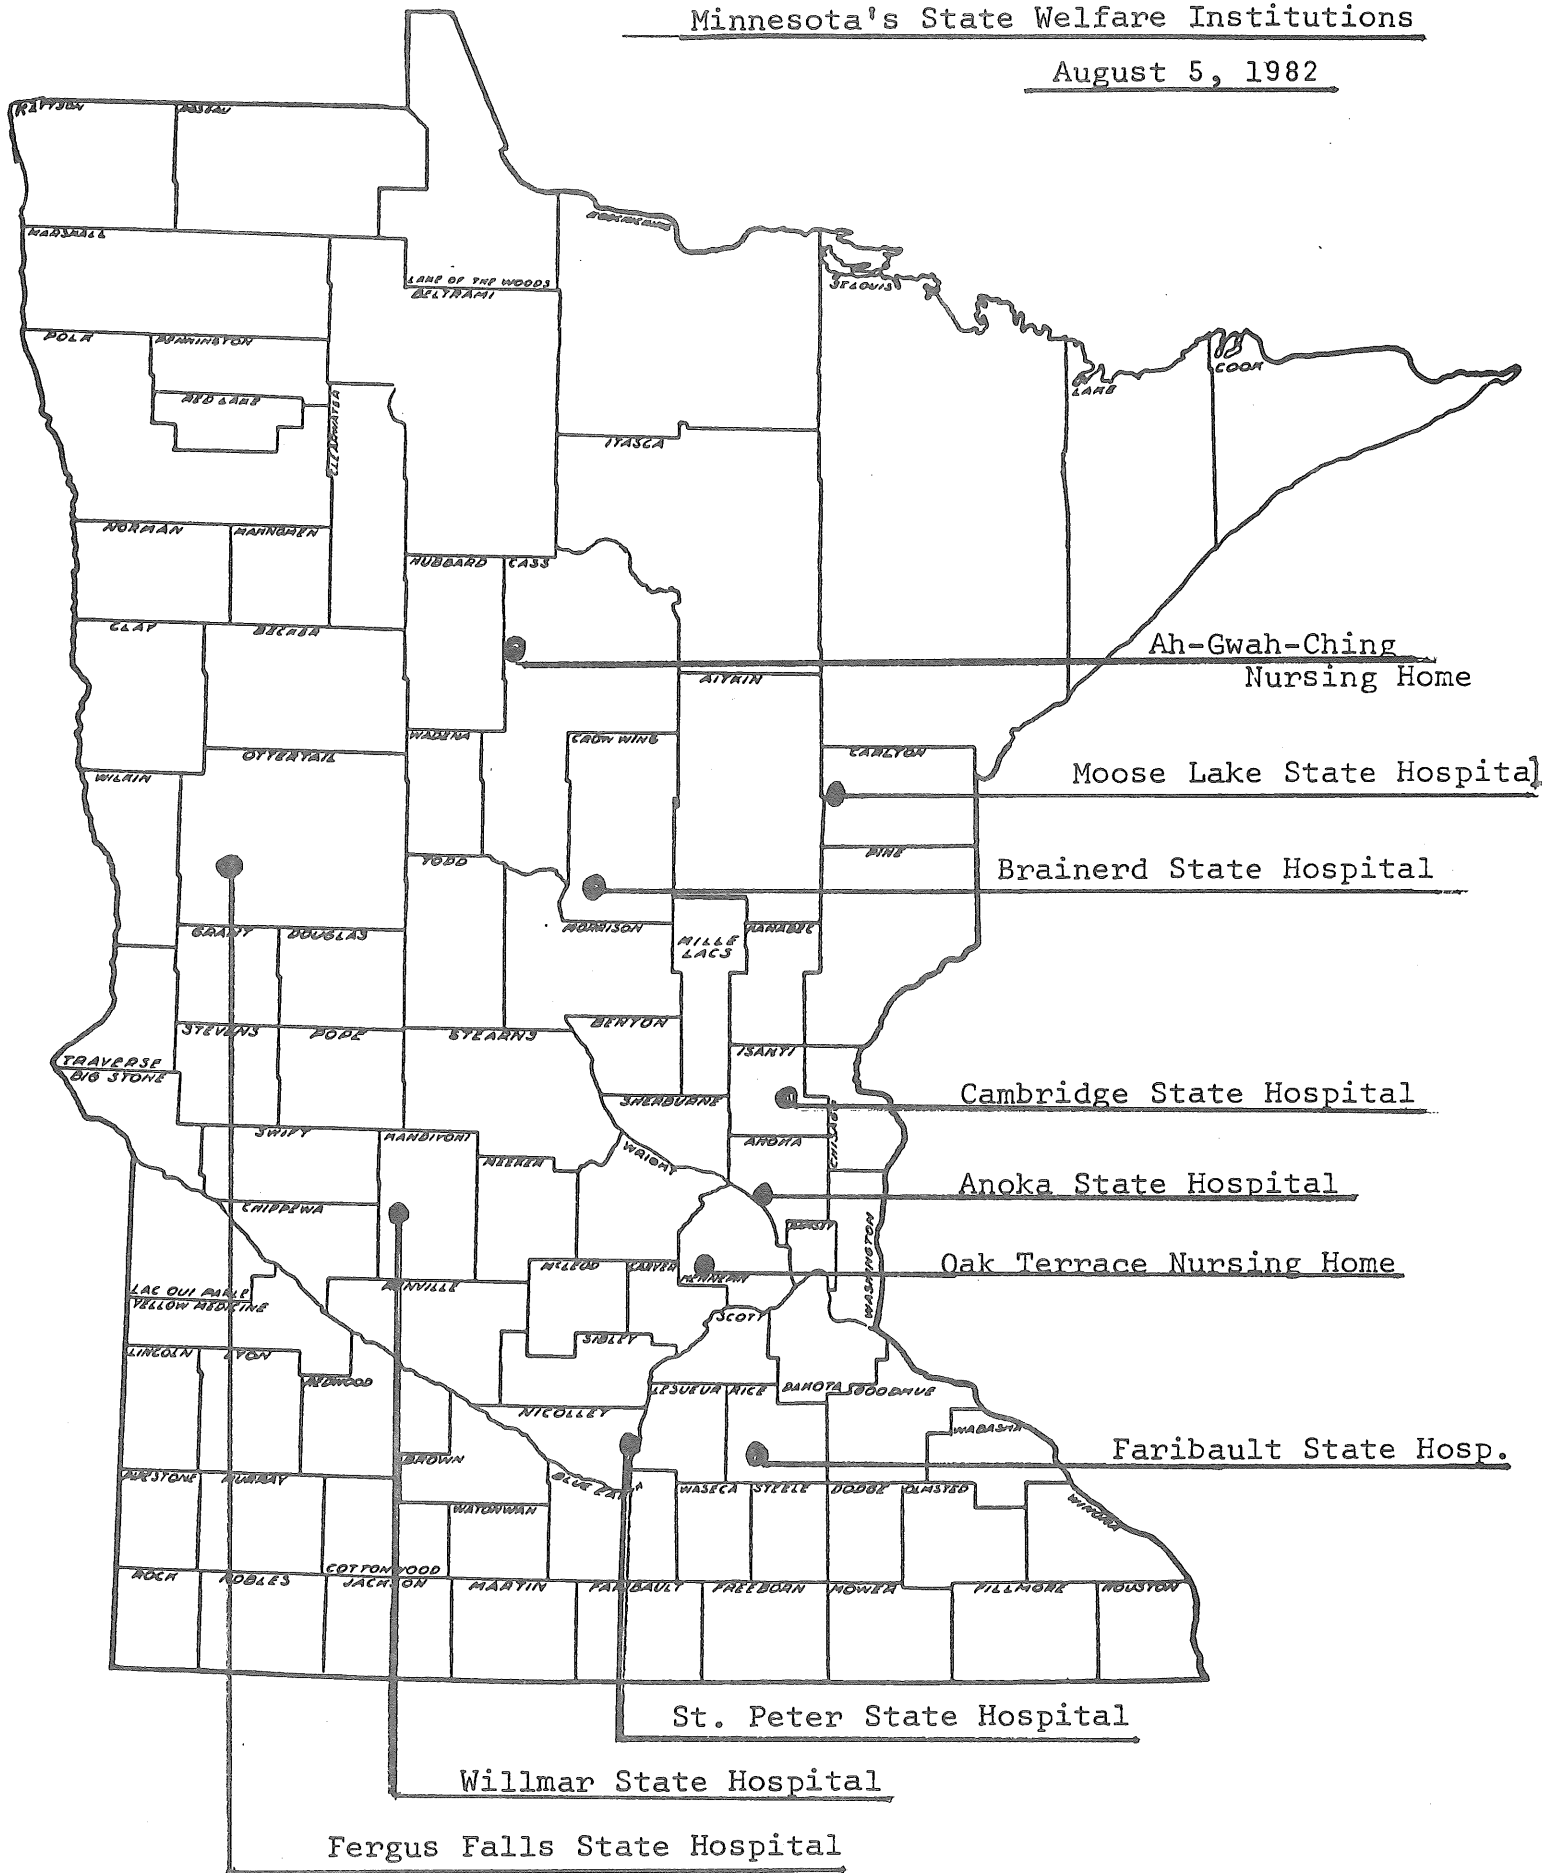 Minnesota's State Welfare Institutions
August 5, 1982
KITTSON
ROSEAU
MARSHALL
LAKE OF THE WOODS
BELTRAMI
KOOCHICHING
ST LOUIS
POLK
PENNINGTON
COOK
LAKE
RED LAKE
CLEARWATER
ITASCA
NORMAN
MAHNOMEN
HUBBARD
CASS
CLAY
BECKER
Ah-Gwah-Ching
Nursing Home
AITKIN
WADENA
CROW WING
OTTERTAIL
CARLTON
WILKIN
Moose Lake State Hospital
TODD
PINE
Brainerd State Hospital
GRANT
DOUGLAS
MORRISON
MILLE
LACS
KANABEC
STEVENS
POPE
STEARNS
BENTON
ISANTI
TRAVERSE
BIG STONE
SHERBURNE
Cambridge State Hospital
SWIFT
KANDIYOHI
ANOKA
CHISAGO
MEEKER
WRIGHT
Anoka State Hospital
CHIPPEWA
RAMSEY
WASHINGTON
MCLEOD
CARVER
HENNEPIN
Oak Terrace Nursing Home
LAC QUI PARLE
YELLOW MEDICINE
RENVILLE
SCOTT
SIBLEY
LINCOLN
LYON
REDWOOD
LESUEUR
RICE
DAKOTA
GOODHUE
NICOLLEY
WABASHA
Faribault State Hosp.
BROWN
PIPESTONE
MURRAY
BLUE EARTH
WASECA
STEELE
DODGE
OLMSTED
WINONA
WATONWAN
COTTONWOOD
ROCK
NOBLES
JACKSON
MARTIN
FARIBAULT
FREEBORN
MOWER
FILLMORE
HOUSTON
St. Peter State Hospital
Willmar State Hospital
Fergus Falls State Hospital